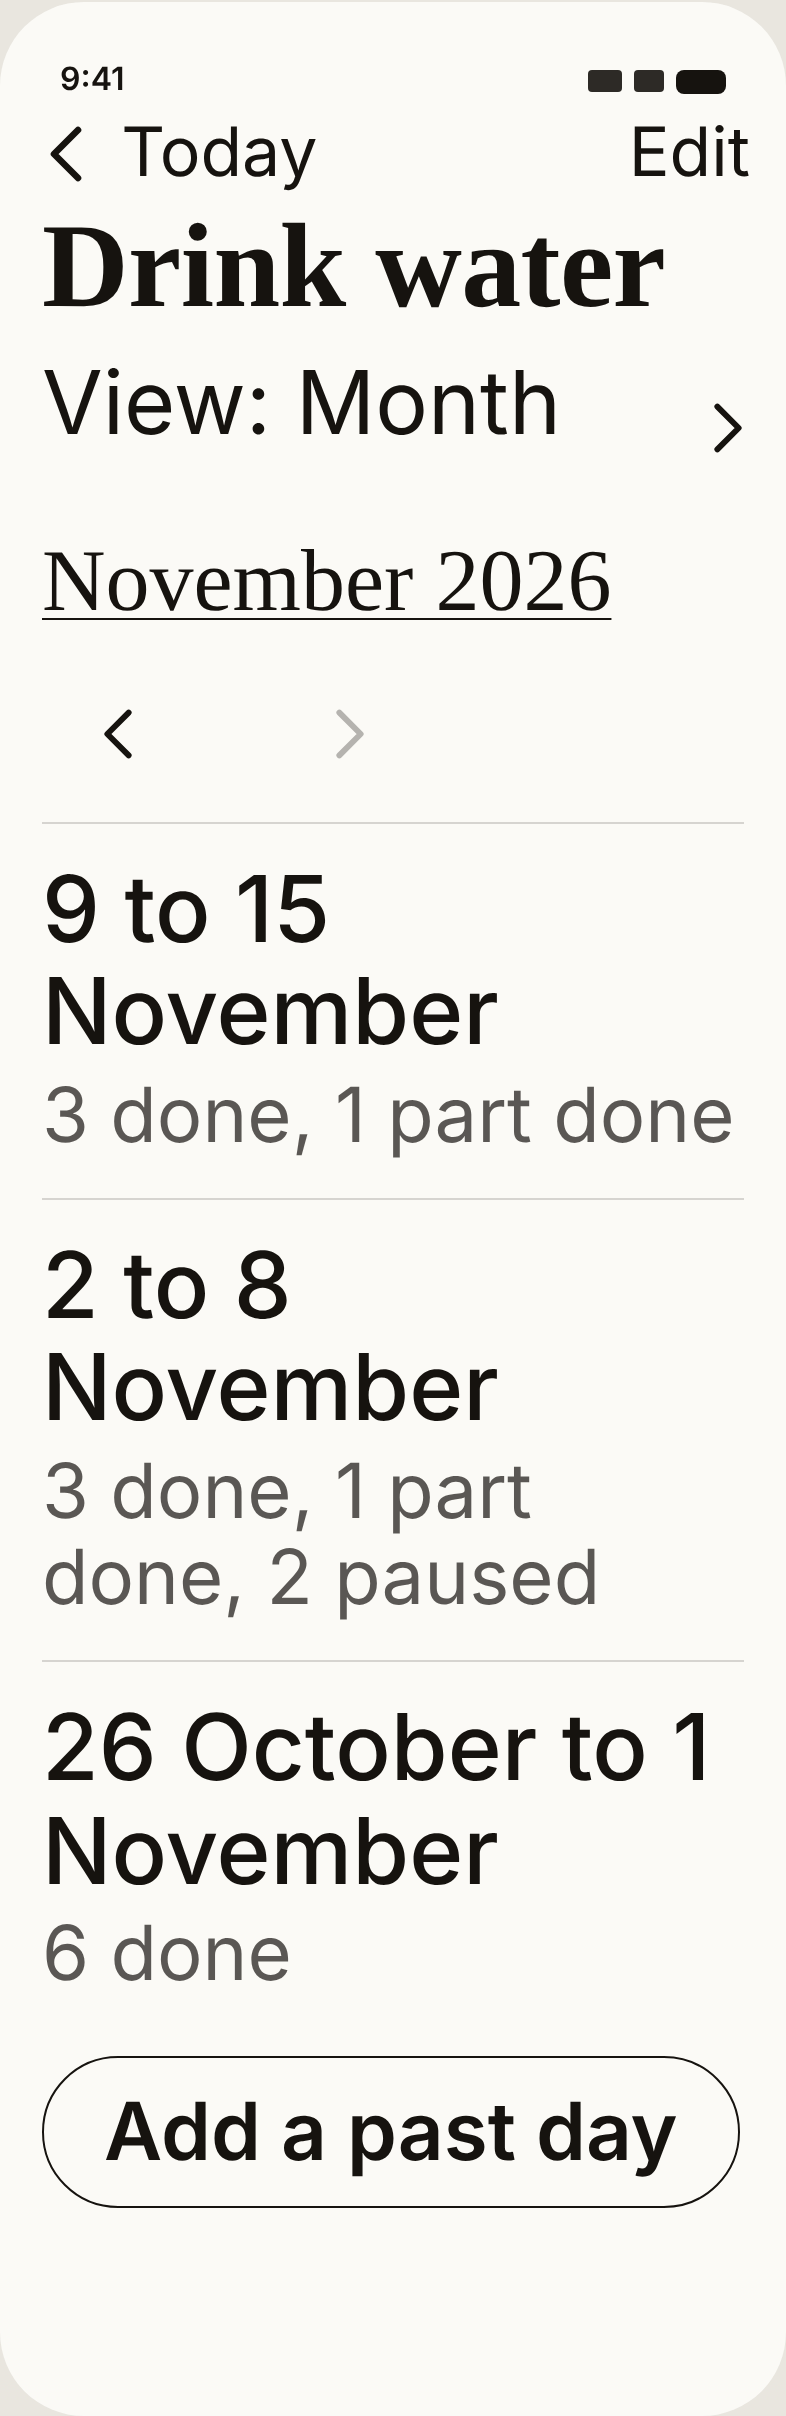 9:41
Today
Edit
Drink water
View: Month
November 2026
9 to 15
November
3 done, 1 part done
2 to 8
November
3 done, 1 part
done, 2 paused
26 October to 1
November
6 done
Add a past day